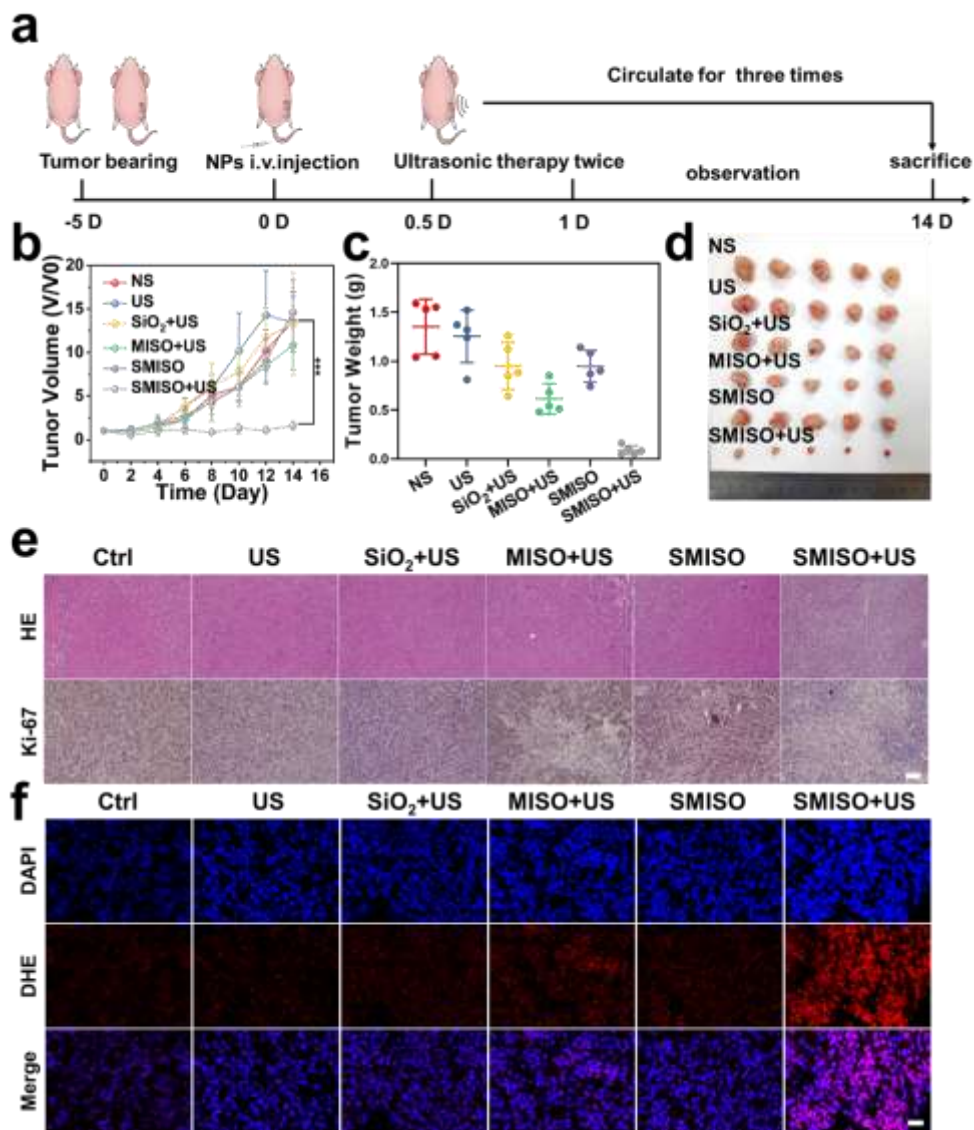 a
Circulate for three times
Tumor bearing NPs i.v.injection Ultrasonic therapy twice observation sacrifice
-5 D 0 D 0.5 D 1 D 14 D
b
Tunor Volume (V/V0)
20
15
10
5
0
NS
US
SiO₂+US
MISO+US
SMISO
SMISO+US
***
0 2 4 6 8 10 12 14 16
Time (Day)
c
Tumor Weight (g)
2.0
1.5
1.0
0.5
0.0
NS US SiO₂+US MISO+US SMISO SMISO+US
d
NS
US
SiO₂+US
MISO+US
SMISO
SMISO+US
e
Ctrl US SiO₂+US MISO+US SMISO SMISO+US
HE
Ki-67
f
Ctrl US SiO₂+US MISO+US SMISO SMISO+US
DAPI
DHE
Merge